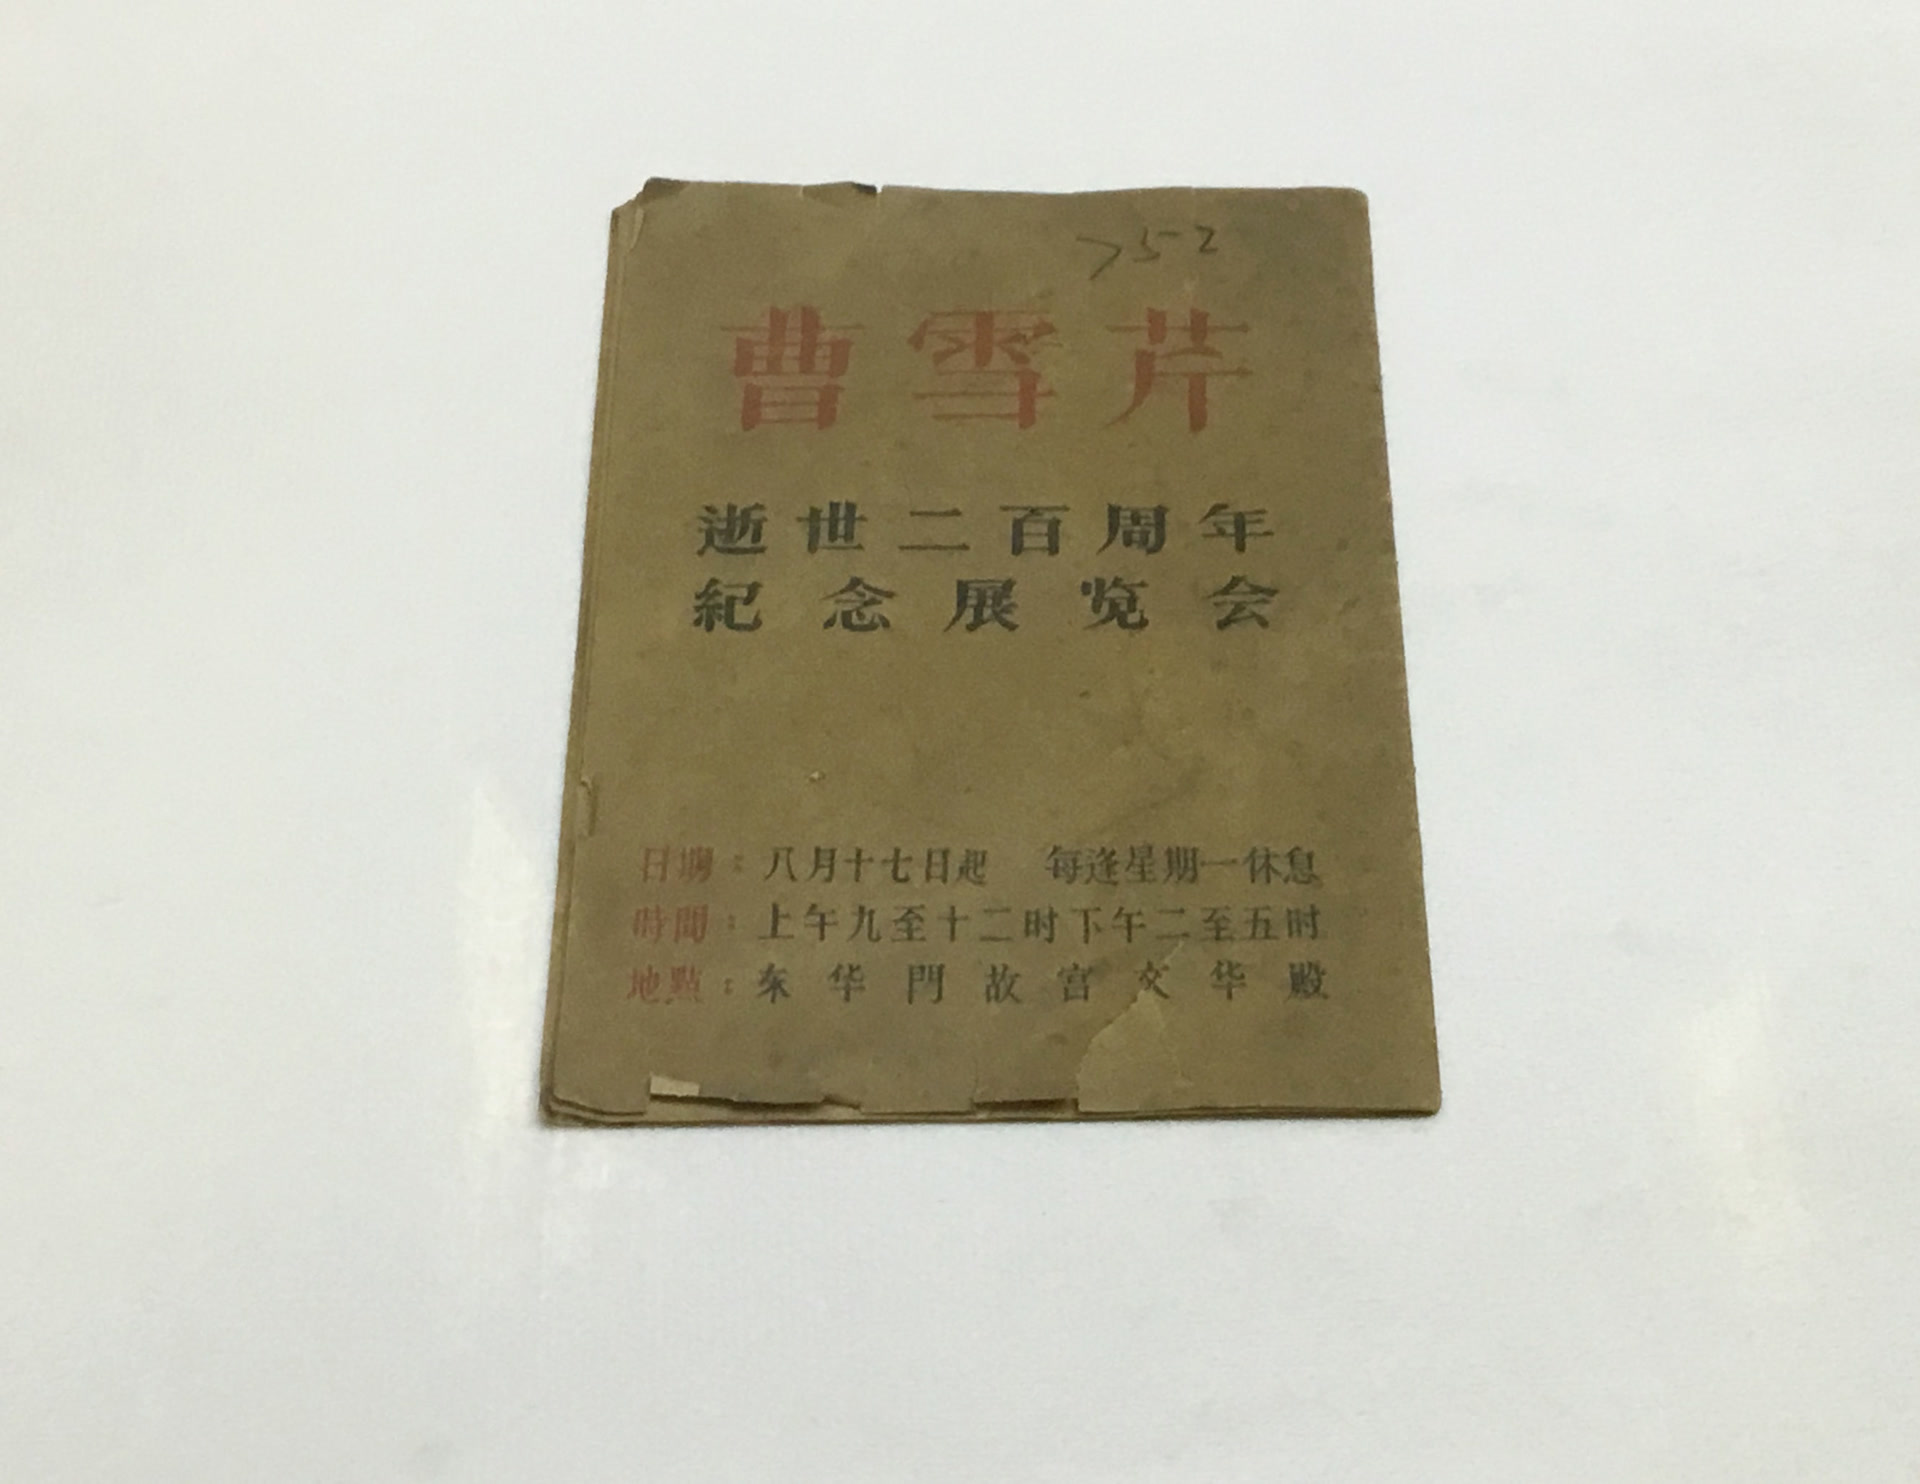 752
曹雪芹
逝世二百周年
紀念展览会
日期：八月十七日起 每逢星期一休息
時間：上午九至十二时下午二至五时
地點：东华門故宫文华殿